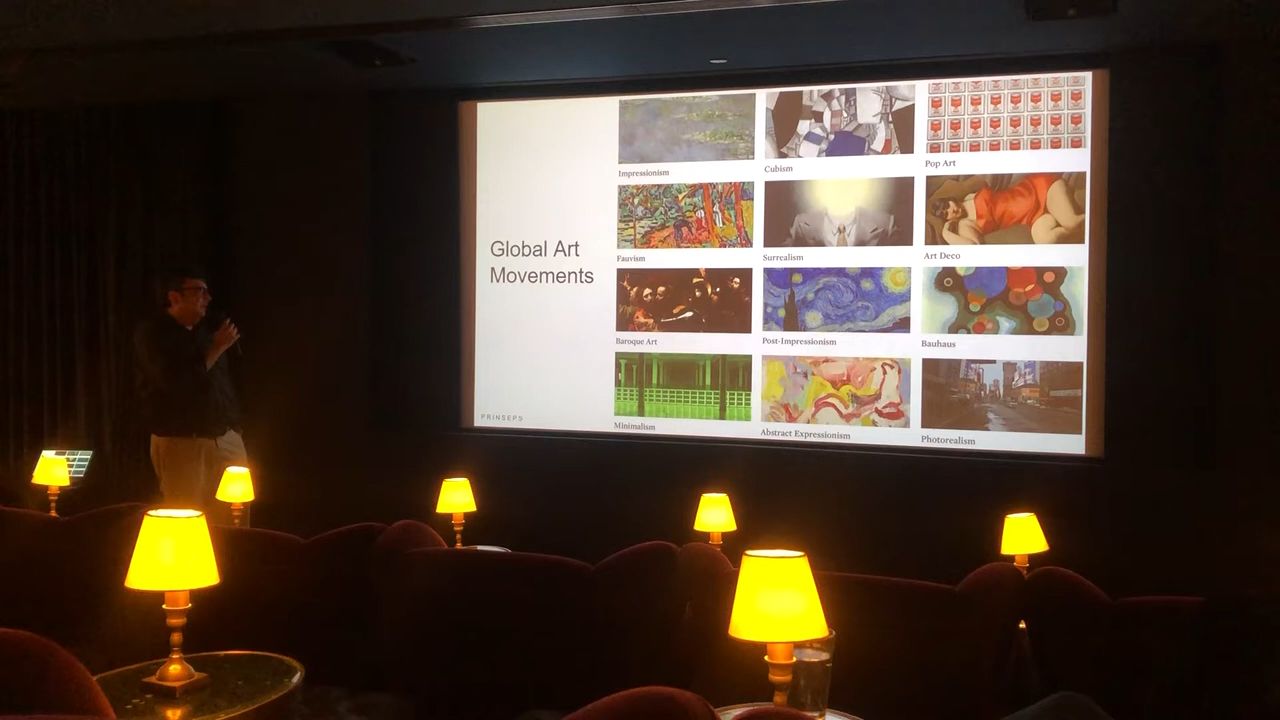 Global Art
Movements
Impressionism
Cubism
Pop Art
Fauvism
Surrealism
Art Deco
Baroque Art
Post-Impressionism
Bauhaus
Minimalism
Abstract Expressionism
Photorealism
PRINSEPS